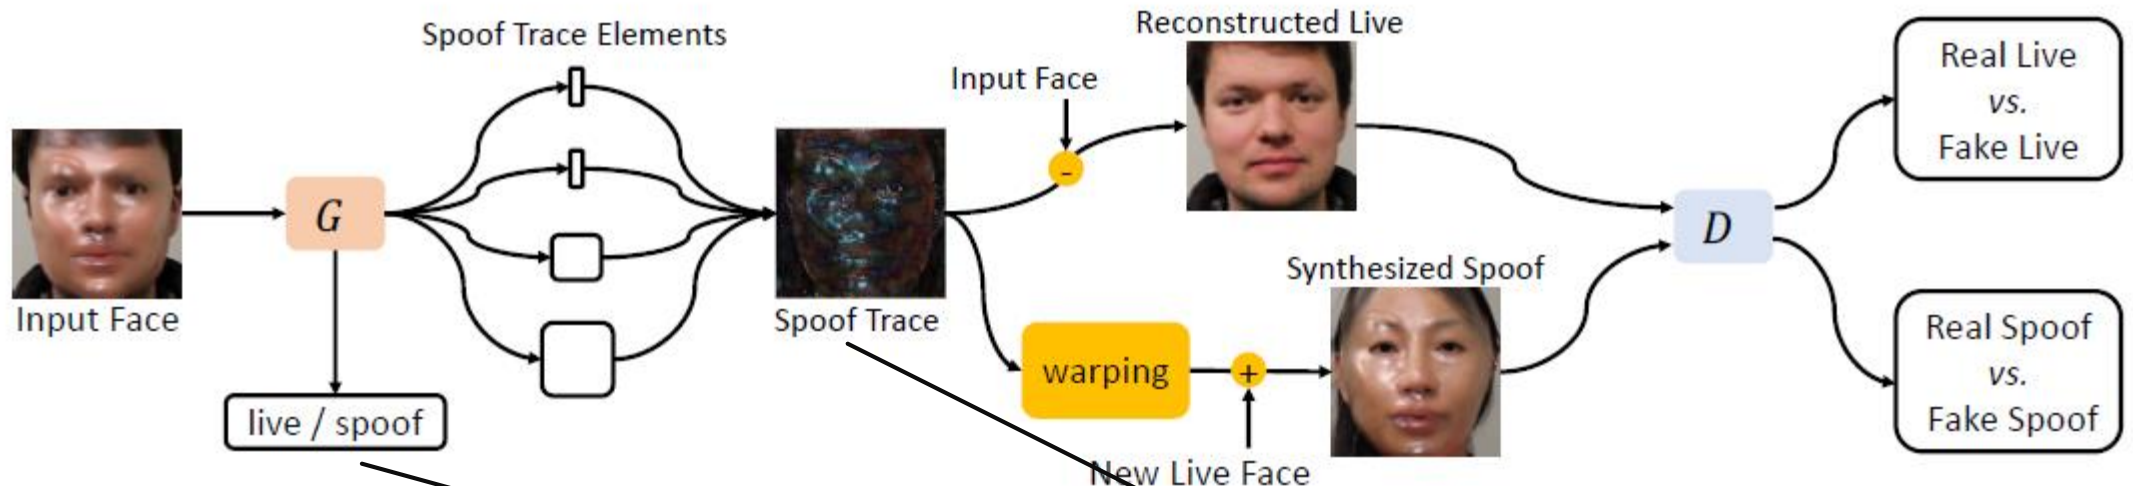 Spoof Trace Elements
Input Face
G
live / spoof
Spoof Trace
Input Face
-
Reconstructed Live
warping
+
New Live Face
Synthesized Spoof
D
Real Live
vs.
Fake Live
Real Spoof
vs.
Fake Spoof